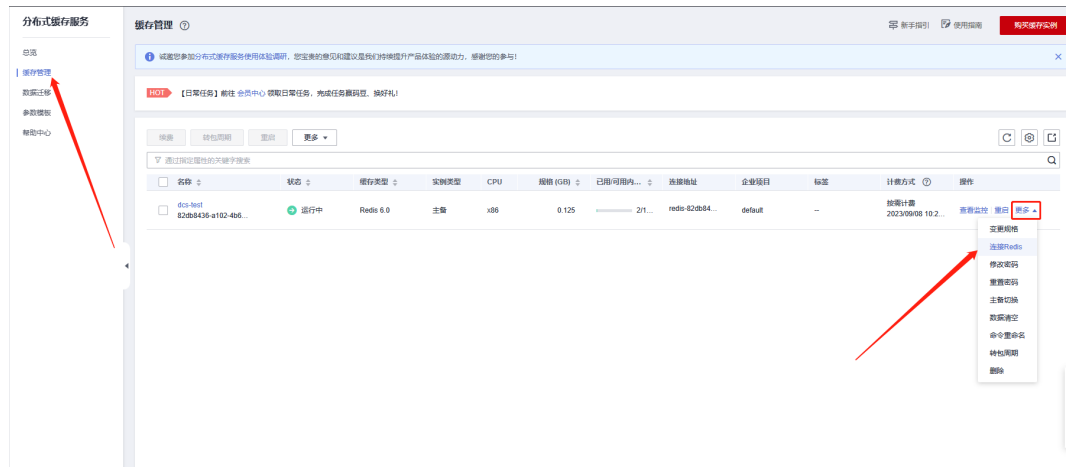 分布式缓存服务
总览
缓存管理
数据迁移
参数模板
帮助中心
缓存管理
新手指引 使用指南 购买缓存实例
诚邀您参加分布式缓存服务使用体验调研，您宝贵的意见和建议是我们持续提升产品体验的源动力，感谢您的参与！
HOT 【日常任务】前往 会员中心 领取日常任务，完成任务赢码豆、换好礼！
续费 转包周期 重启 更多
通过指定属性的关键字搜索
名称 状态 缓存类型 实例类型 CPU 规格 (GB) 已用/可用内... 连接地址 企业项目 标签 计费方式 操作
dcs-test
82db8436-a102-4b6... 运行中 Redis 6.0 主备 x86 0.125 2/1... redis-82db84... default -- 按需计费
2023/09/08 10:2... 查看监控 重启 更多
变更规格
连接Redis
修改密码
重置密码
主备切换
数据清空
命令重命名
转包周期
删除